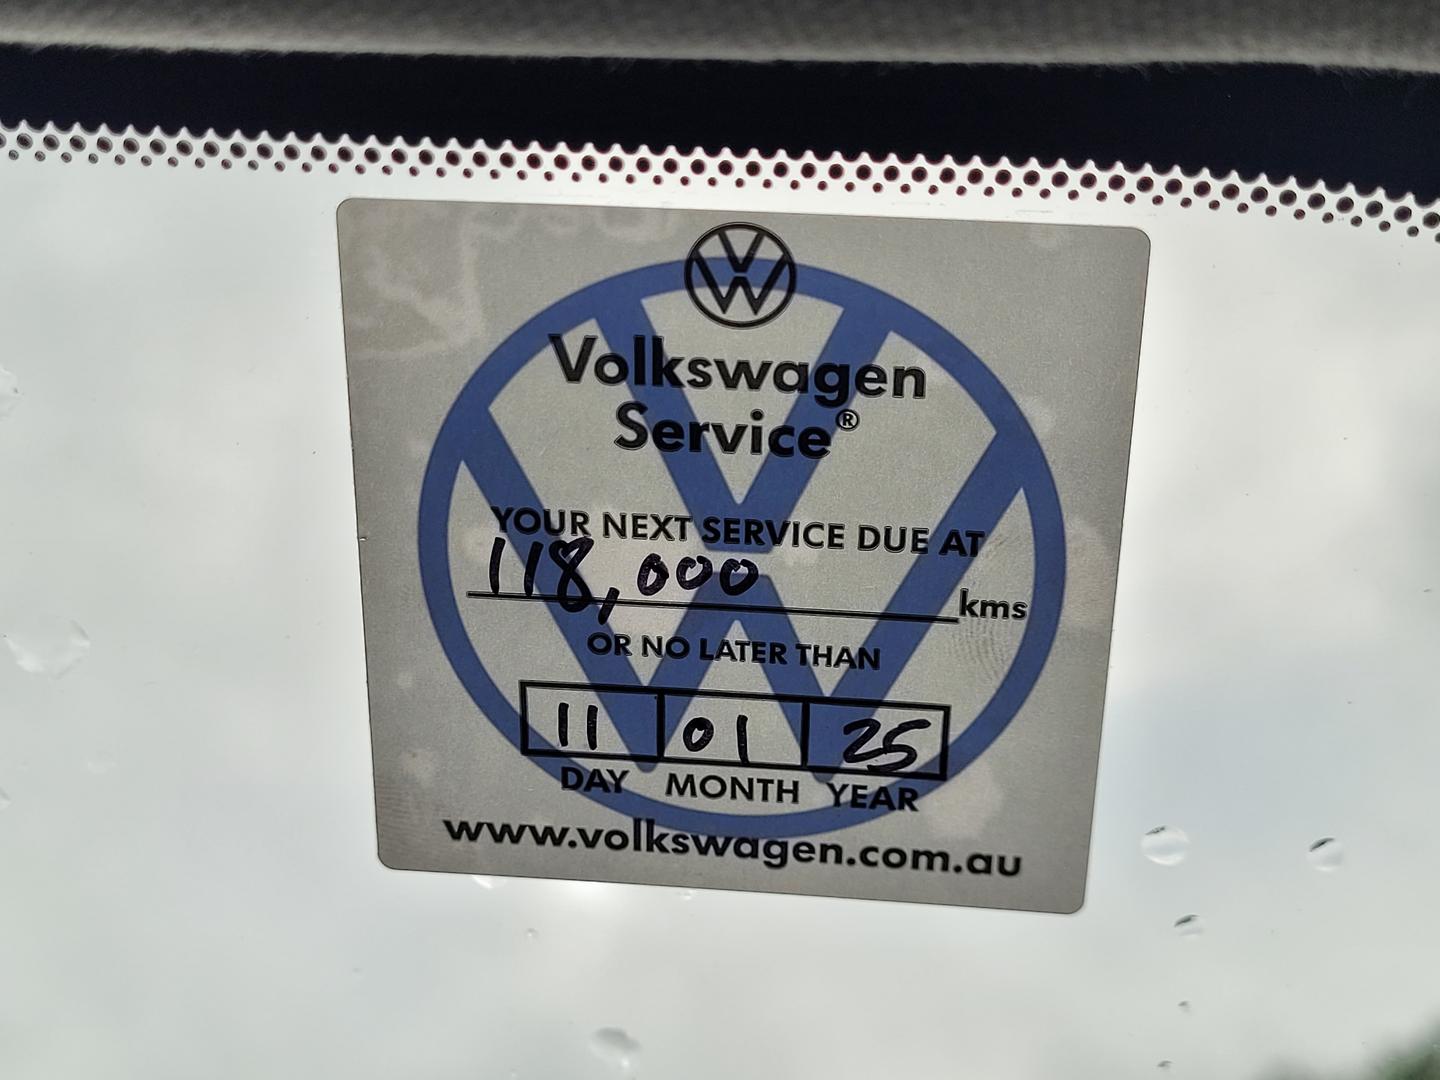 Volkswagen
Service®
YOUR NEXT SERVICE DUE AT
118,000 kms
OR NO LATER THAN
11 01 25
DAY MONTH YEAR
www.volkswagen.com.au